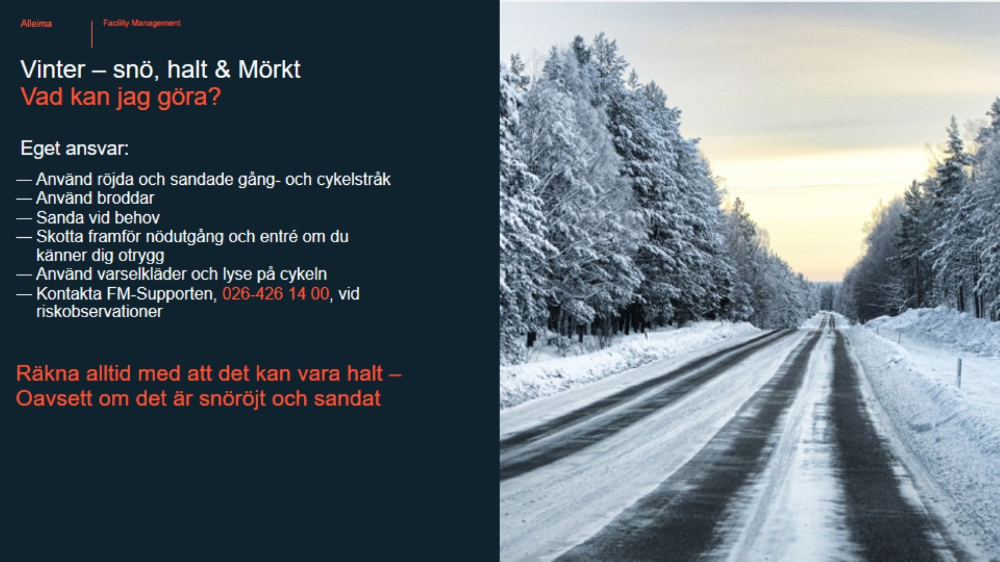 Alleima
Facility Management
Vinter – snö, halt & Mörkt
Vad kan jag göra?
Eget ansvar:
— Använd röjda och sandade gång- och cykelstråk
— Använd broddar
— Sanda vid behov
— Skotta framför nödutgång och entré om du
känner dig otrygg
— Använd varselkläder och lyse på cykeln
— Kontakta FM-Supporten, 026-426 14 00, vid
riskobservationer
Räkna alltid med att det kan vara halt –
Oavsett om det är snöröjt och sandat